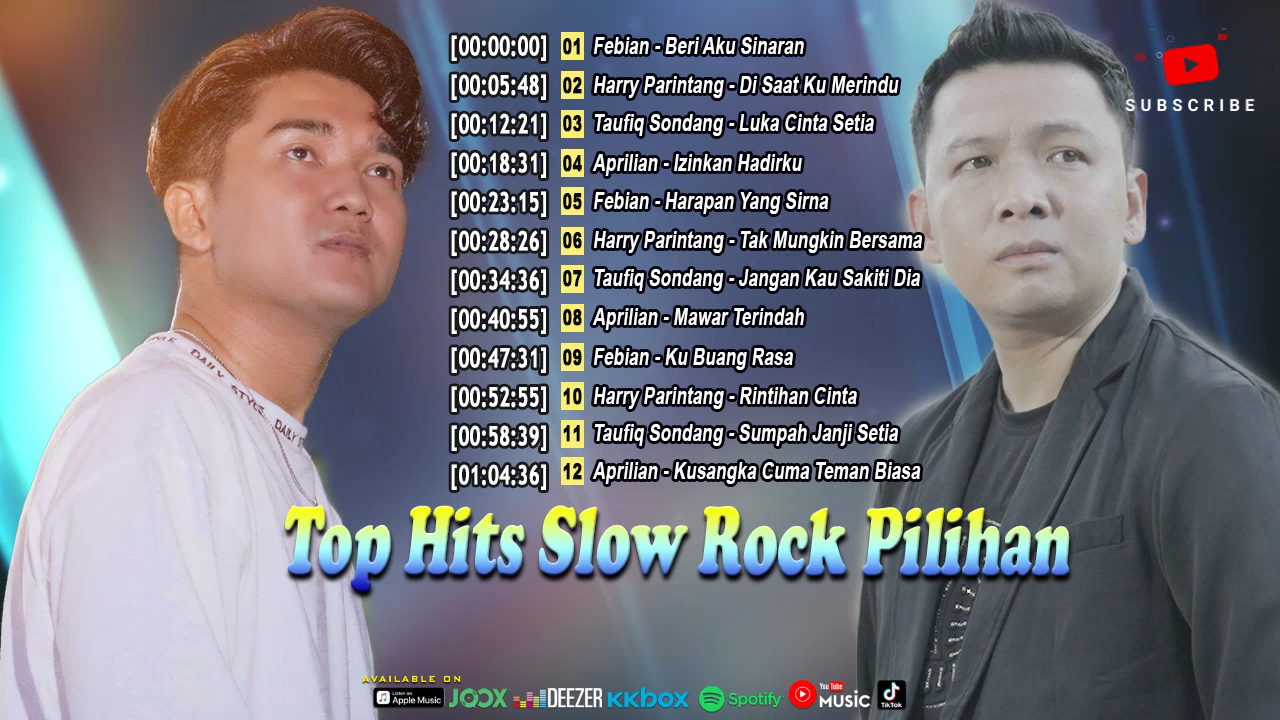 [00:00:00] 01 Febian - Beri Aku Sinaran
[00:05:48] 02 Harry Parintang - Di Saat Ku Merindu
[00:12:21] 03 Taufiq Sondang - Luka Cinta Setia
[00:18:31] 04 Aprilian - Izinkan Hadirku
[00:23:15] 05 Febian - Harapan Yang Sirna
[00:28:26] 06 Harry Parintang - Tak Mungkin Bersama
[00:34:36] 07 Taufiq Sondang - Jangan Kau Sakiti Dia
[00:40:55] 08 Aprilian - Mawar Terindah
[00:47:31] 09 Febian - Ku Buang Rasa
[00:52:55] 10 Harry Parintang - Rintihan Cinta
[00:58:39] 11 Taufiq Sondang - Sumpah Janji Setia
[01:04:36] 12 Aprilian - Kusangka Cuma Teman Biasa
SUBSCRIBE
DAILY STYLE DAILY
Top Hits Slow Rock Pilihan
AVAILABLE ON
Listen on Apple Music JOOX DEEZER KKBOX Spotify YouTube MUSIC TikTok